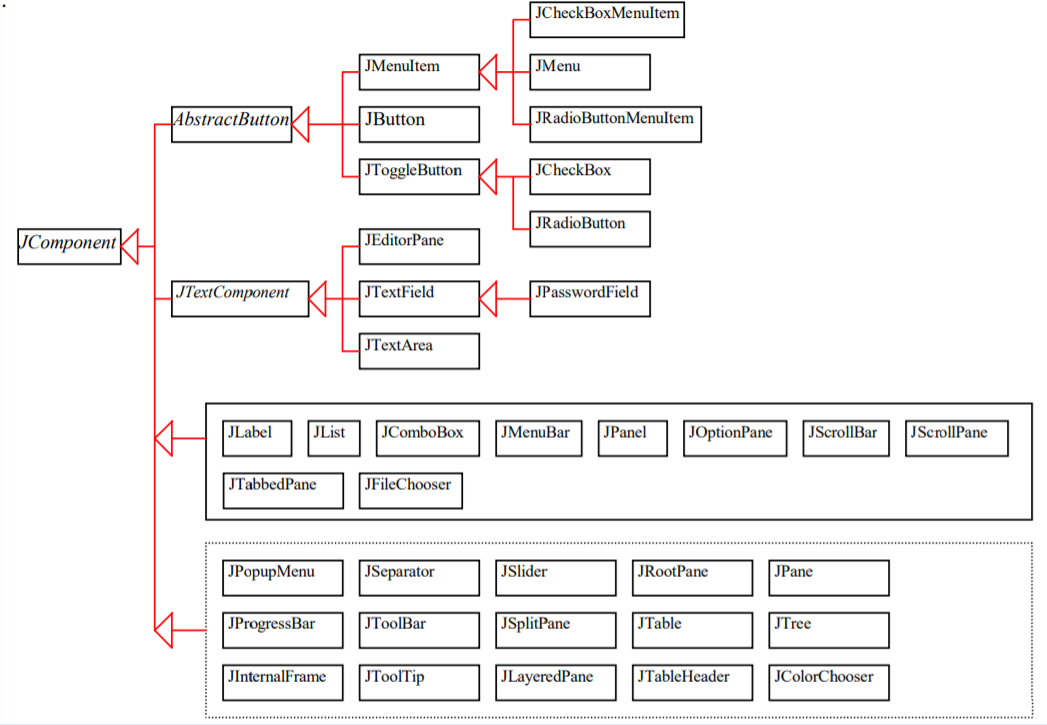 JCheckBoxMenuItem
JMenuItem
JMenu
AbstractButton
JButton
JRadioButtonMenuItem
JToggleButton
JCheckBox
JRadioButton
JComponent
JEditorPane
JTextComponent
JTextField
JPasswordField
JTextArea
JLabel JList JComboBox JMenuBar JPanel JOptionPane JScrollBar JScrollPane
JTabbedPane JFileChooser
JPopupMenu JSeparator JSlider JRootPane JPane
JProgressBar JToolBar JSplitPane JTable JTree
JInternalFrame JToolTip JLayeredPane JTableHeader JColorChooser